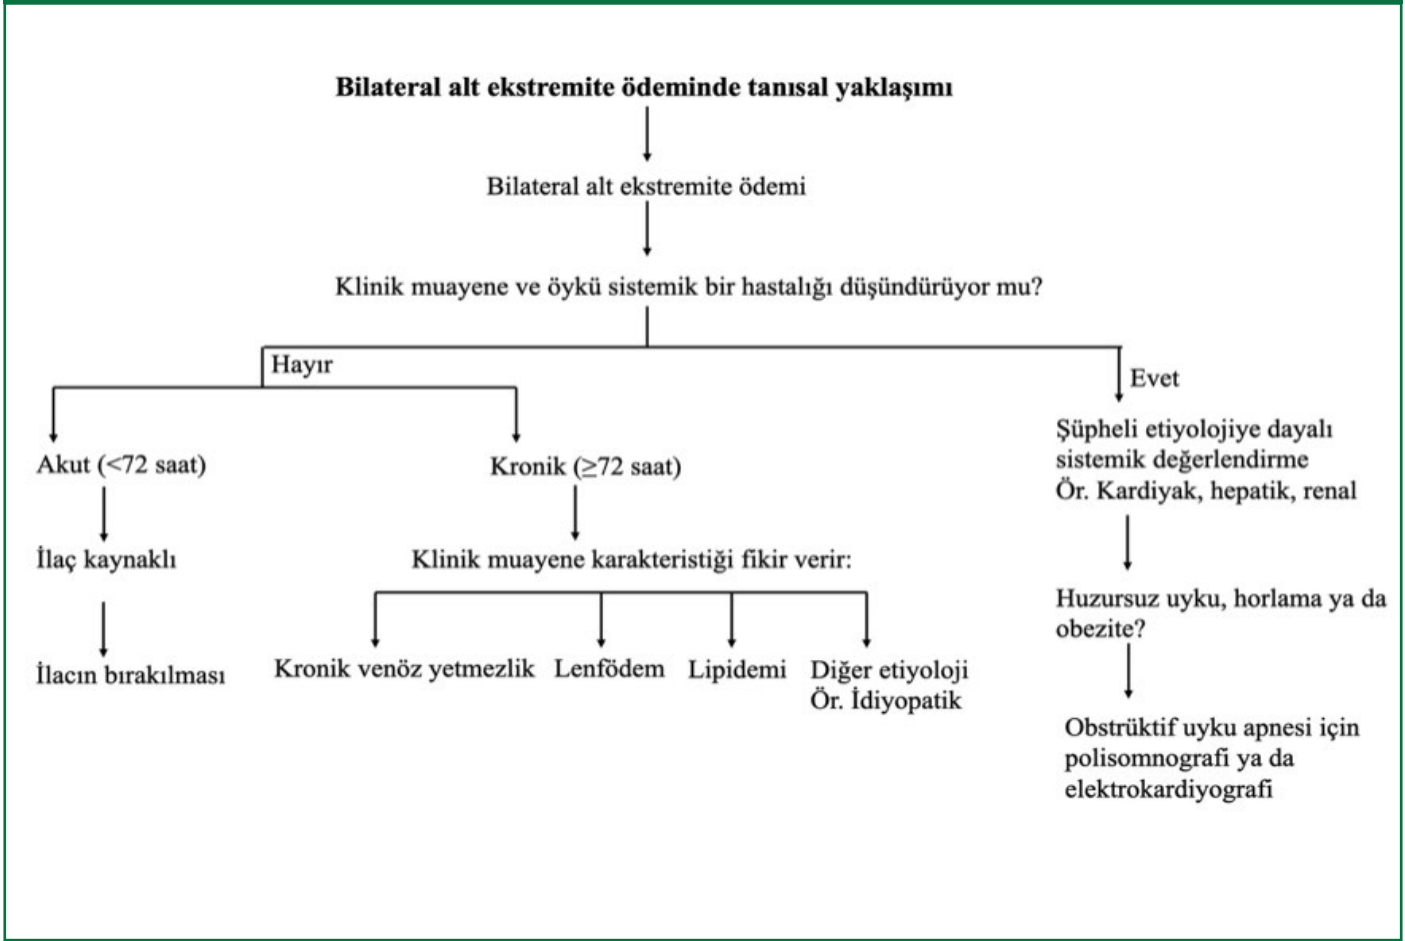 Bilateral alt ekstremite ödeminde tanısal yaklaşımı
Bilateral alt ekstremite ödemi
Klinik muayene ve öykü sistemik bir hastalığı düşündürüyor mu?
Hayır
Evet
Akut (<72 saat)
Kronik (≥72 saat)
Şüpheli etiyolojiye dayalı
sistemik değerlendirme
Ör. Kardiyak, hepatik, renal
İlaç kaynaklı
Klinik muayene karakteristiği fikir verir:
Huzursuz uyku, horlama ya da
obezite?
İlacın bırakılması
Kronik venöz yetmezlik
Lenfödem
Lipidemi
Diğer etiyoloji
Ör. İdiyopatik
Obstrüktif uyku apnesi için
polisomnografi ya da
elektrokardiyografi